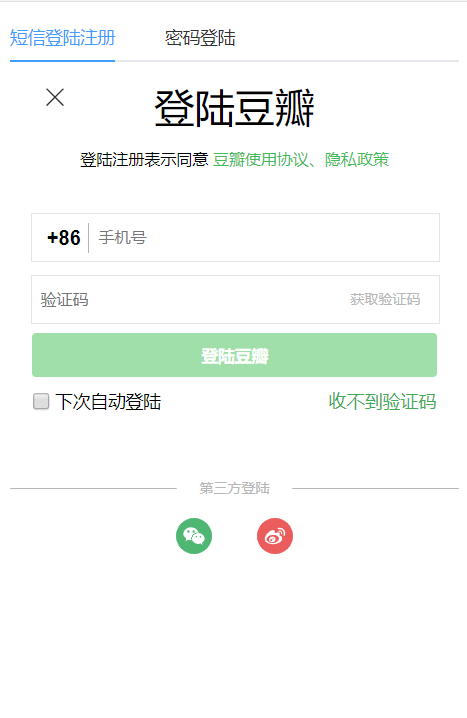 短信登陆注册 密码登陆
登陆豆瓣
登陆注册表示同意 豆瓣使用协议、隐私政策
+86 手机号
验证码 获取验证码
登陆豆瓣
下次自动登陆 收不到验证码
第三方登陆